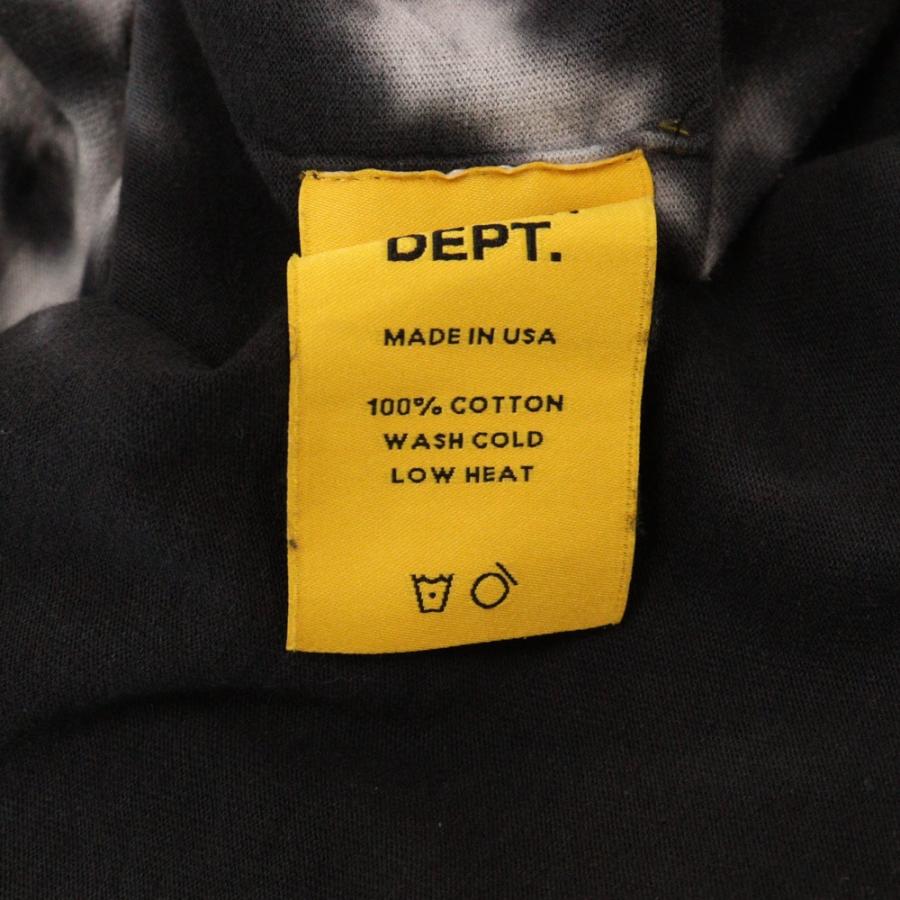 DEPT.
MADE IN USA
100% COTTON
WASH COLD
LOW HEAT